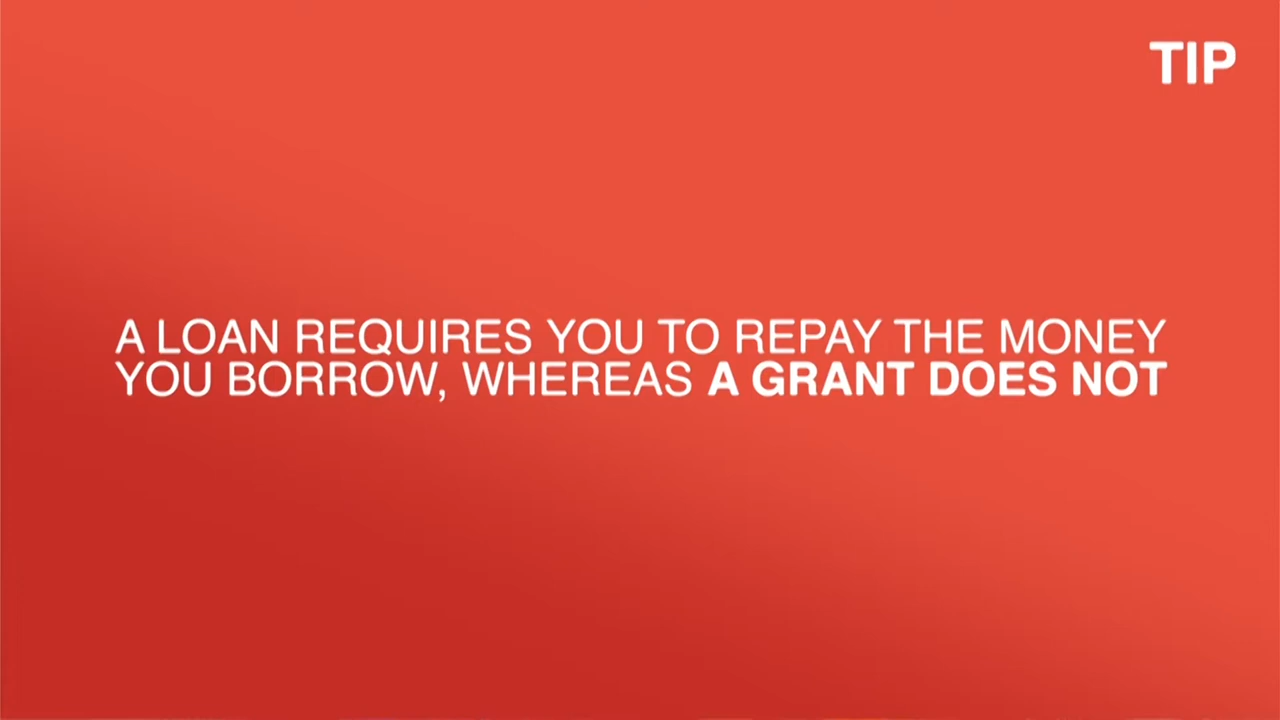 TIP
A LOAN REQUIRES YOU TO REPAY THE MONEY
YOU BORROW, WHEREAS A GRANT DOES NOT